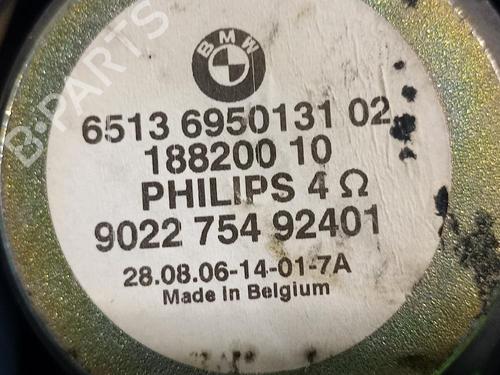 B-PARTS
BMW
6513 6950131 02
188200 10
PHILIPS 4 Ω
9022 754 92401
28.08.06-14-01-7A
Made in Belgium